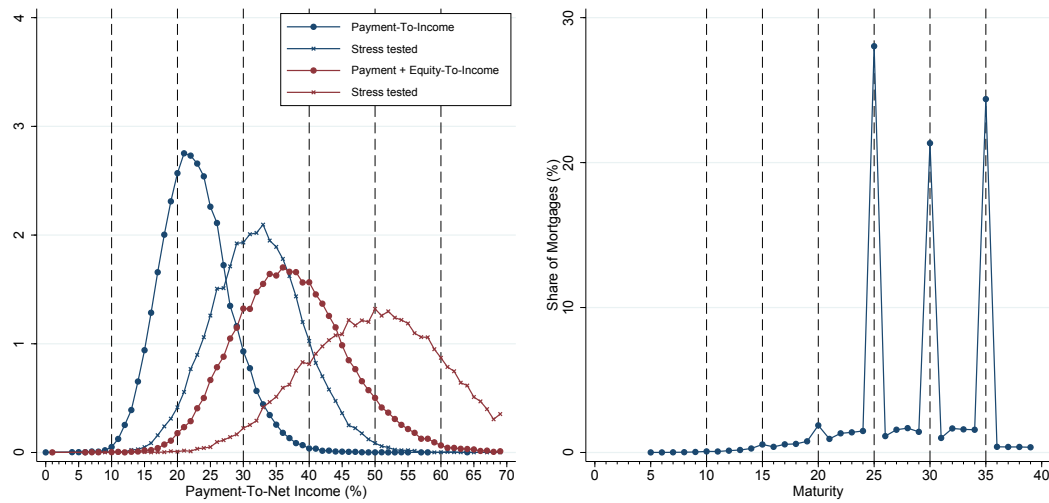 4
3
2
1
0
Payment-To-Income
Stress tested
Payment + Equity-To-Income
Stress tested
0 5 10 15 20 25 30 35 40 45 50 55 60 65 70
Payment-To-Net Income (%)
Share of Mortgages (%)
30
20
10
0
0 5 10 15 20 25 30 35 40
Maturity